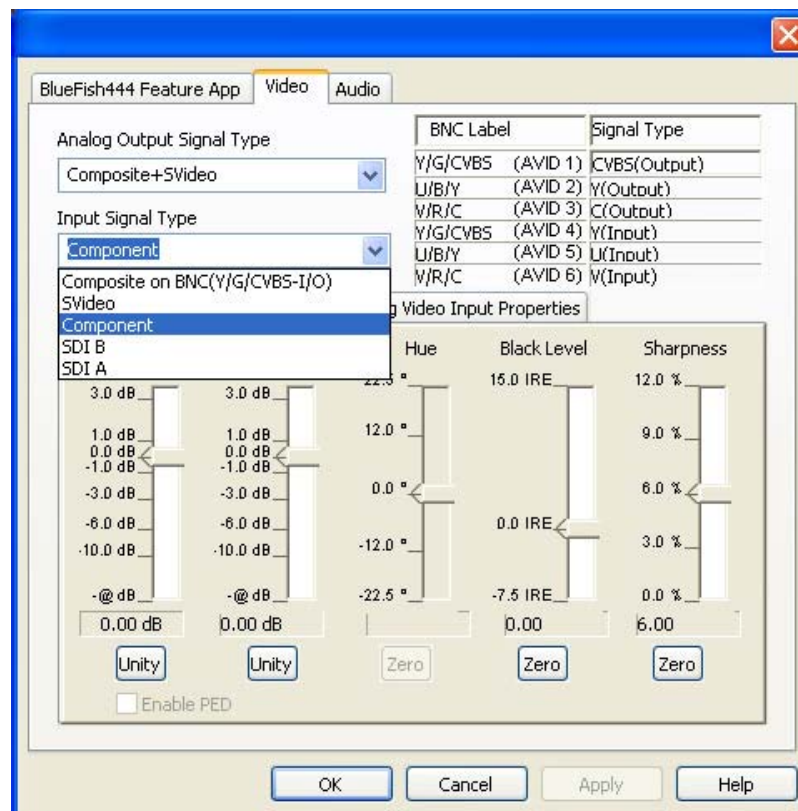 BlueFish444 Feature App Video Audio
Analog Output Signal Type
Composite+SVideo
Input Signal Type
Component
Composite on BNC(Y/G/CVBS-I/O)
SVideo
Component
SDI B
SDI A
BNC Label Signal Type
Y/G/CVBS (AVID 1) CVBS(Output)
U/B/Y (AVID 2) Y(Output)
V/R/C (AVID 3) C(Output)
Y/G/CVBS (AVID 4) Y(Input)
U/B/Y (AVID 5) U(Input)
V/R/C (AVID 6) V(Input)
Video Input Properties
Hue Black Level Sharpness
3.0 dB 3.0 dB 22.5 ° 15.0 IRE 12.0 %
1.0 dB 1.0 dB 12.0 ° 9.0 %
0.0 dB 0.0 dB
-1.0 dB -1.0 dB
-3.0 dB -3.0 dB 0.0 ° 6.0 %
-6.0 dB -6.0 dB 0.0 IRE
-10.0 dB -10.0 dB -12.0 ° 3.0 %
-@ dB -@ dB -22.5 ° -7.5 IRE 0.0 %
0.00 dB 0.00 dB 0.00 6.00
Unity Unity Zero Zero Zero
Enable PED
OK Cancel Apply Help